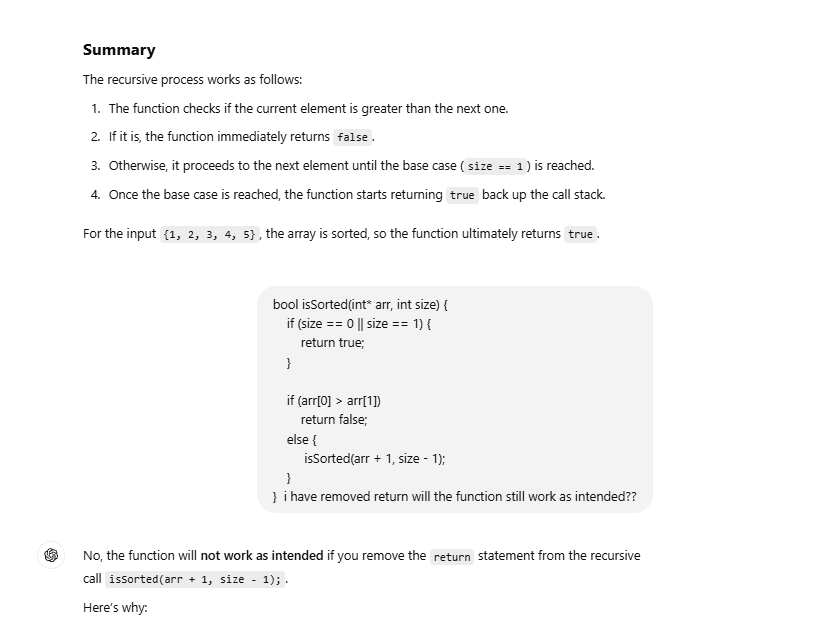 Summary
The recursive process works as follows:
1. The function checks if the current element is greater than the next one.
2. If it is, the function immediately returns false.
3. Otherwise, it proceeds to the next element until the base case ( size == 1 ) is reached.
4. Once the base case is reached, the function starts returning true back up the call stack.
For the input {1, 2, 3, 4, 5}, the array is sorted, so the function ultimately returns true.
bool isSorted(int* arr, int size) {
if (size == 0 || size == 1) {
return true;
}
if (arr[0] > arr[1])
return false;
else {
isSorted(arr + 1, size - 1);
}
} i have removed return will the function still work as intended??
No, the function will not work as intended if you remove the return statement from the recursive
call isSorted(arr + 1, size - 1);.
Here's why: